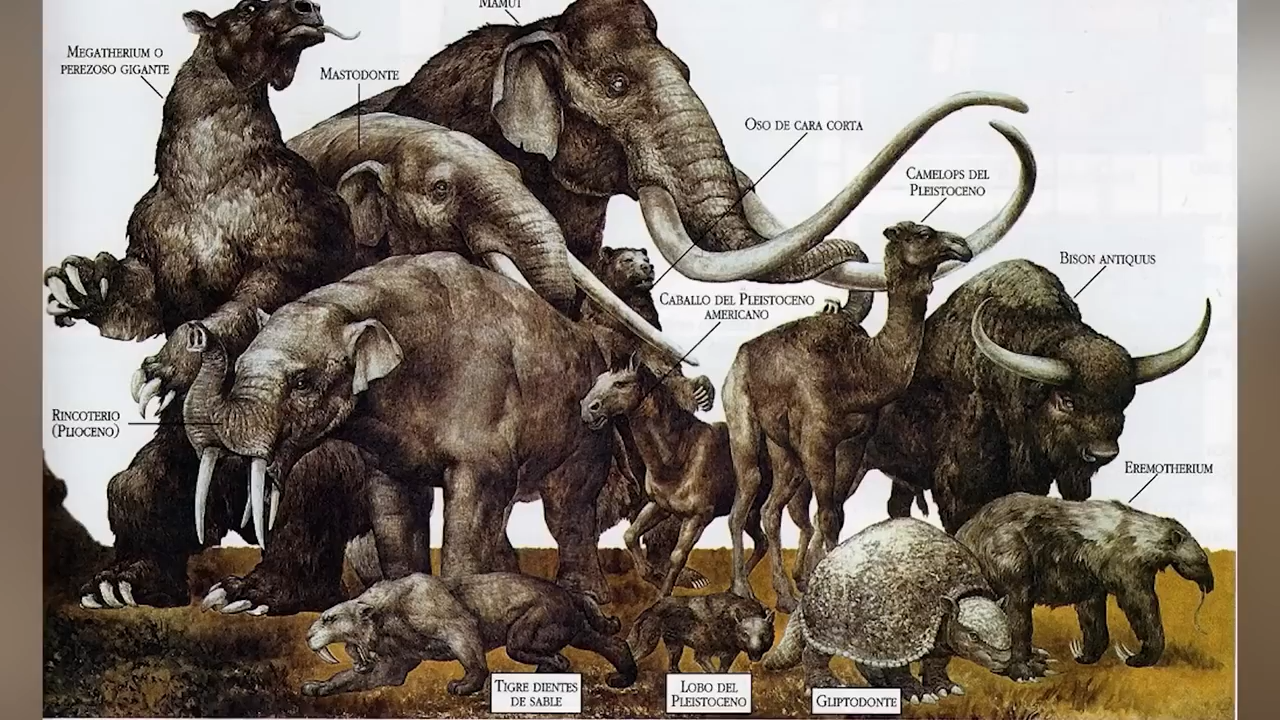 MAMUT
MEGATHERIUM O
PEREZOSO GIGANTE
MASTODONTE
OSO DE CARA CORTA
CAMELOPS DEL
PLEISTOCENO
BISON ANTIQUUS
CABALLO DEL PLEISTOCENO
AMERICANO
RINCOTERIO
(PLIOCENO)
EREMOTHERIUM
TIGRE DIENTES
DE SABLE
LOBO DEL
PLEISTOCENO
GLIPTODONTE